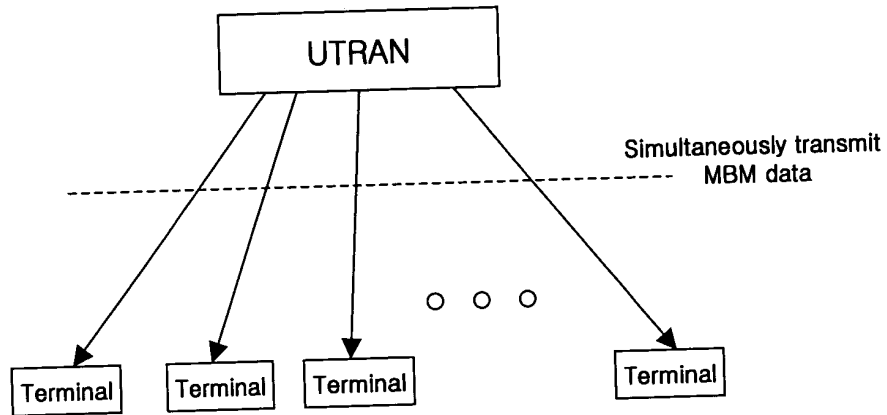 UTRAN
Simultaneously transmit
MBM data
Terminal
Terminal
Terminal
Terminal